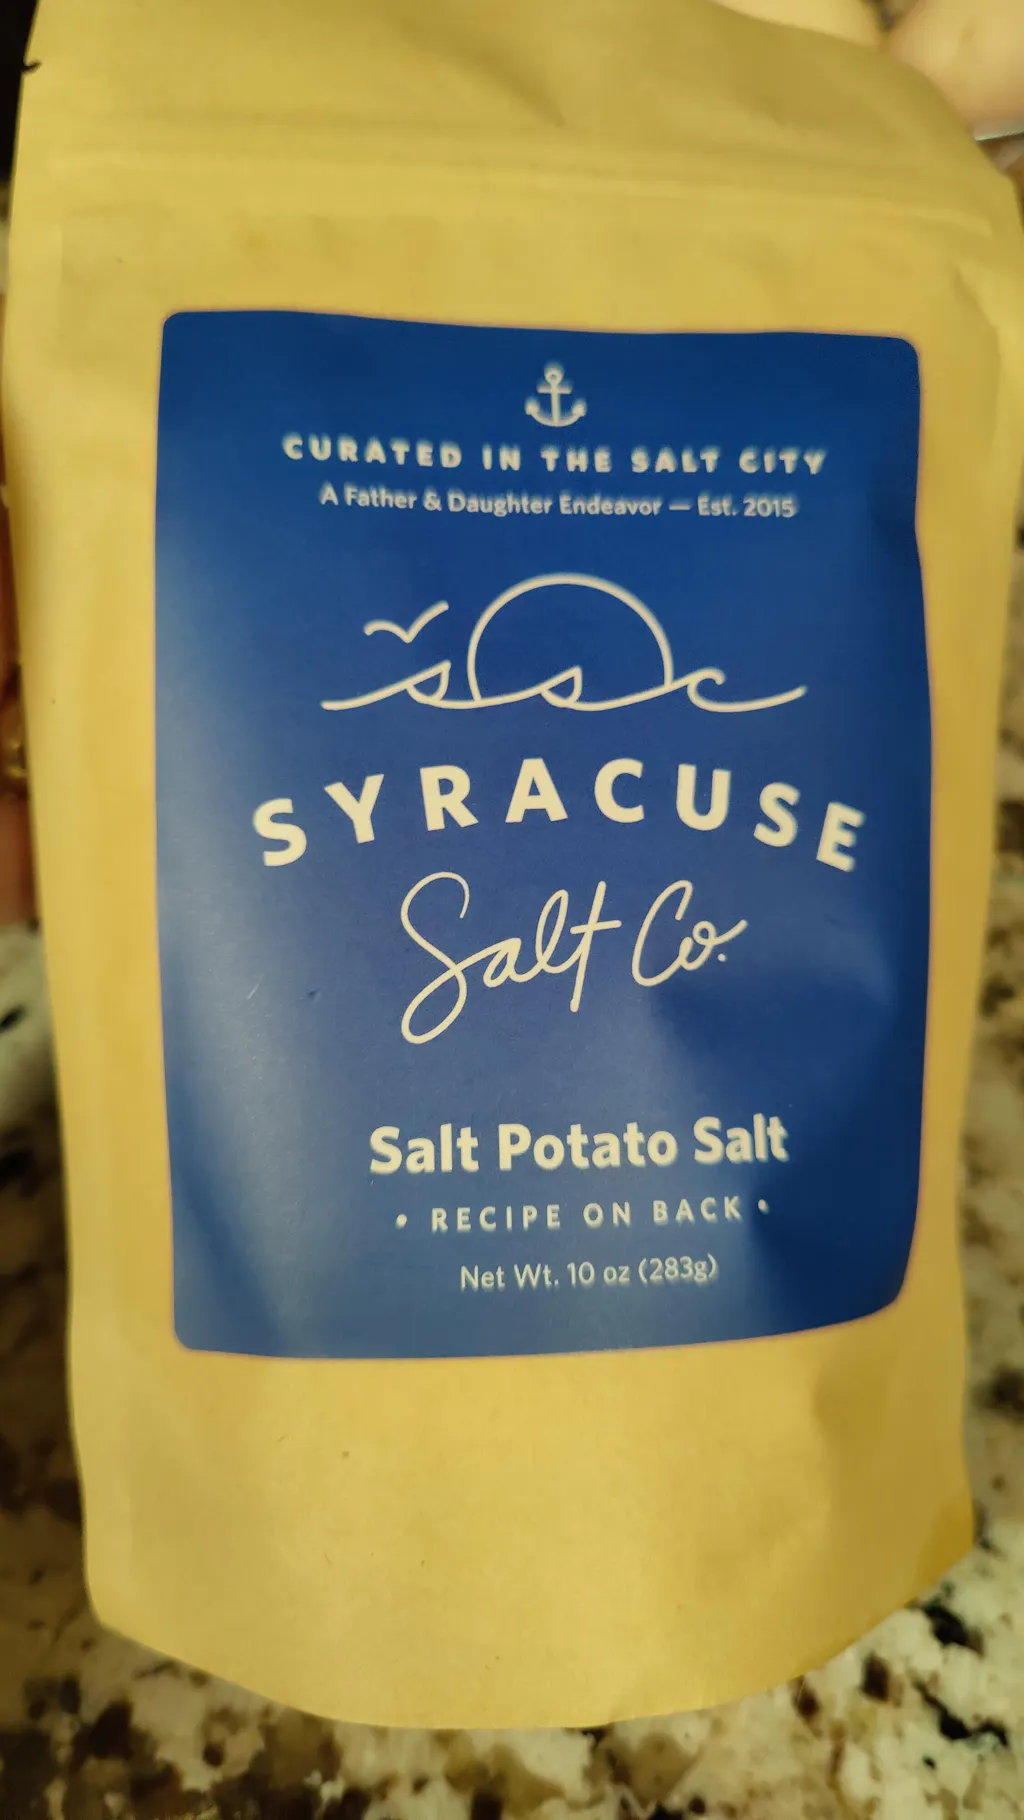 CURATED IN THE SALT CITY
A Father & Daughter Endeavor — Est. 2015
ssc
SYRACUSE
Salt Co.
Salt Potato Salt
• RECIPE ON BACK •
Net Wt. 10 oz (283g)